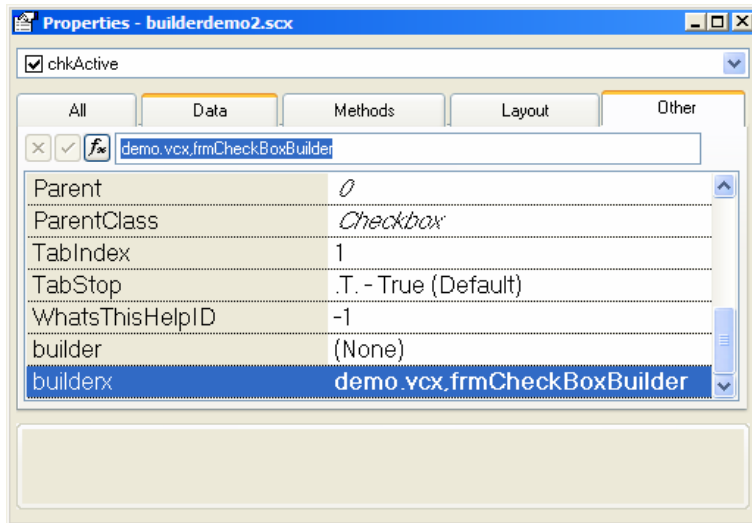 Properties - builderdemo2.scx
chkActive
All Data Methods Layout Other
fx demo.vcx,frmCheckBoxBuilder
Parent 0
ParentClass Checkbox
TabIndex 1
TabStop .T. - True (Default)
WhatsThisHelpID -1
builder (None)
builderx demo.vcx,frmCheckBoxBuilder